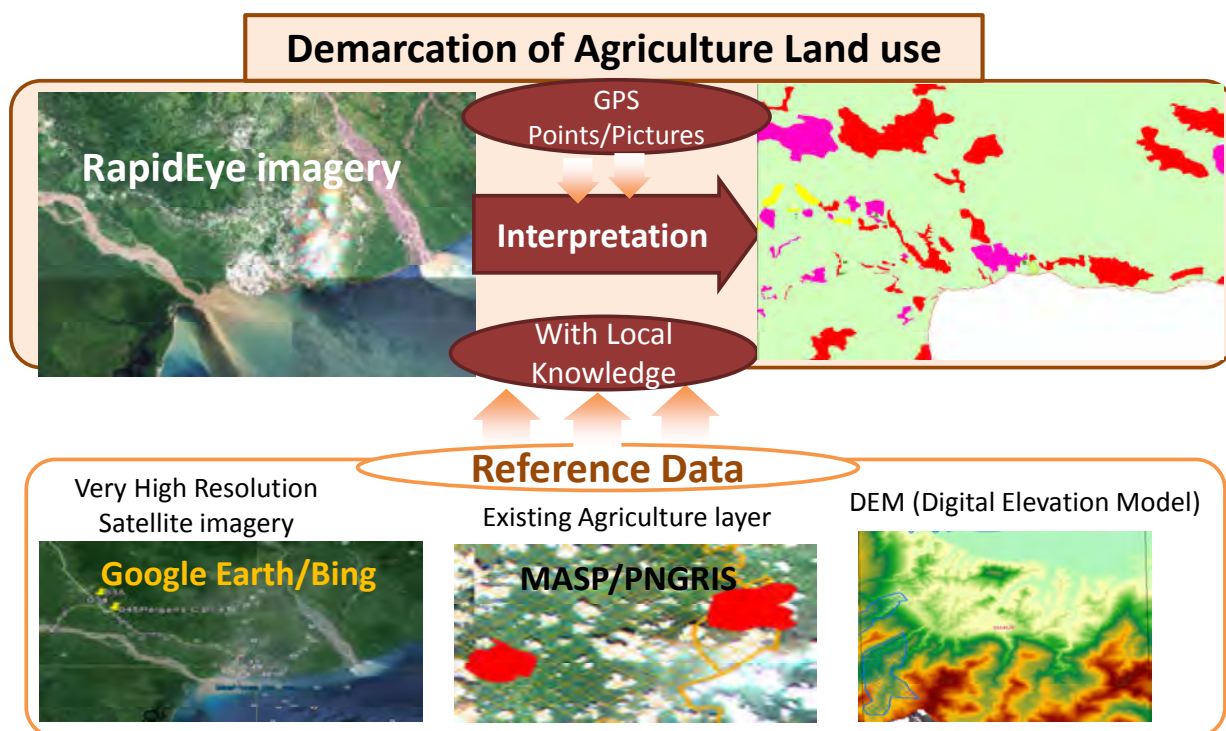 Demarcation of Agriculture Land use
GPS
Points/Pictures
RapidEye imagery
Interpretation
With Local
Knowledge
Reference Data
Very High Resolution
Satellite imagery
Existing Agriculture layer
DEM (Digital Elevation Model)
Google Earth/Bing
MASP/PNGRIS